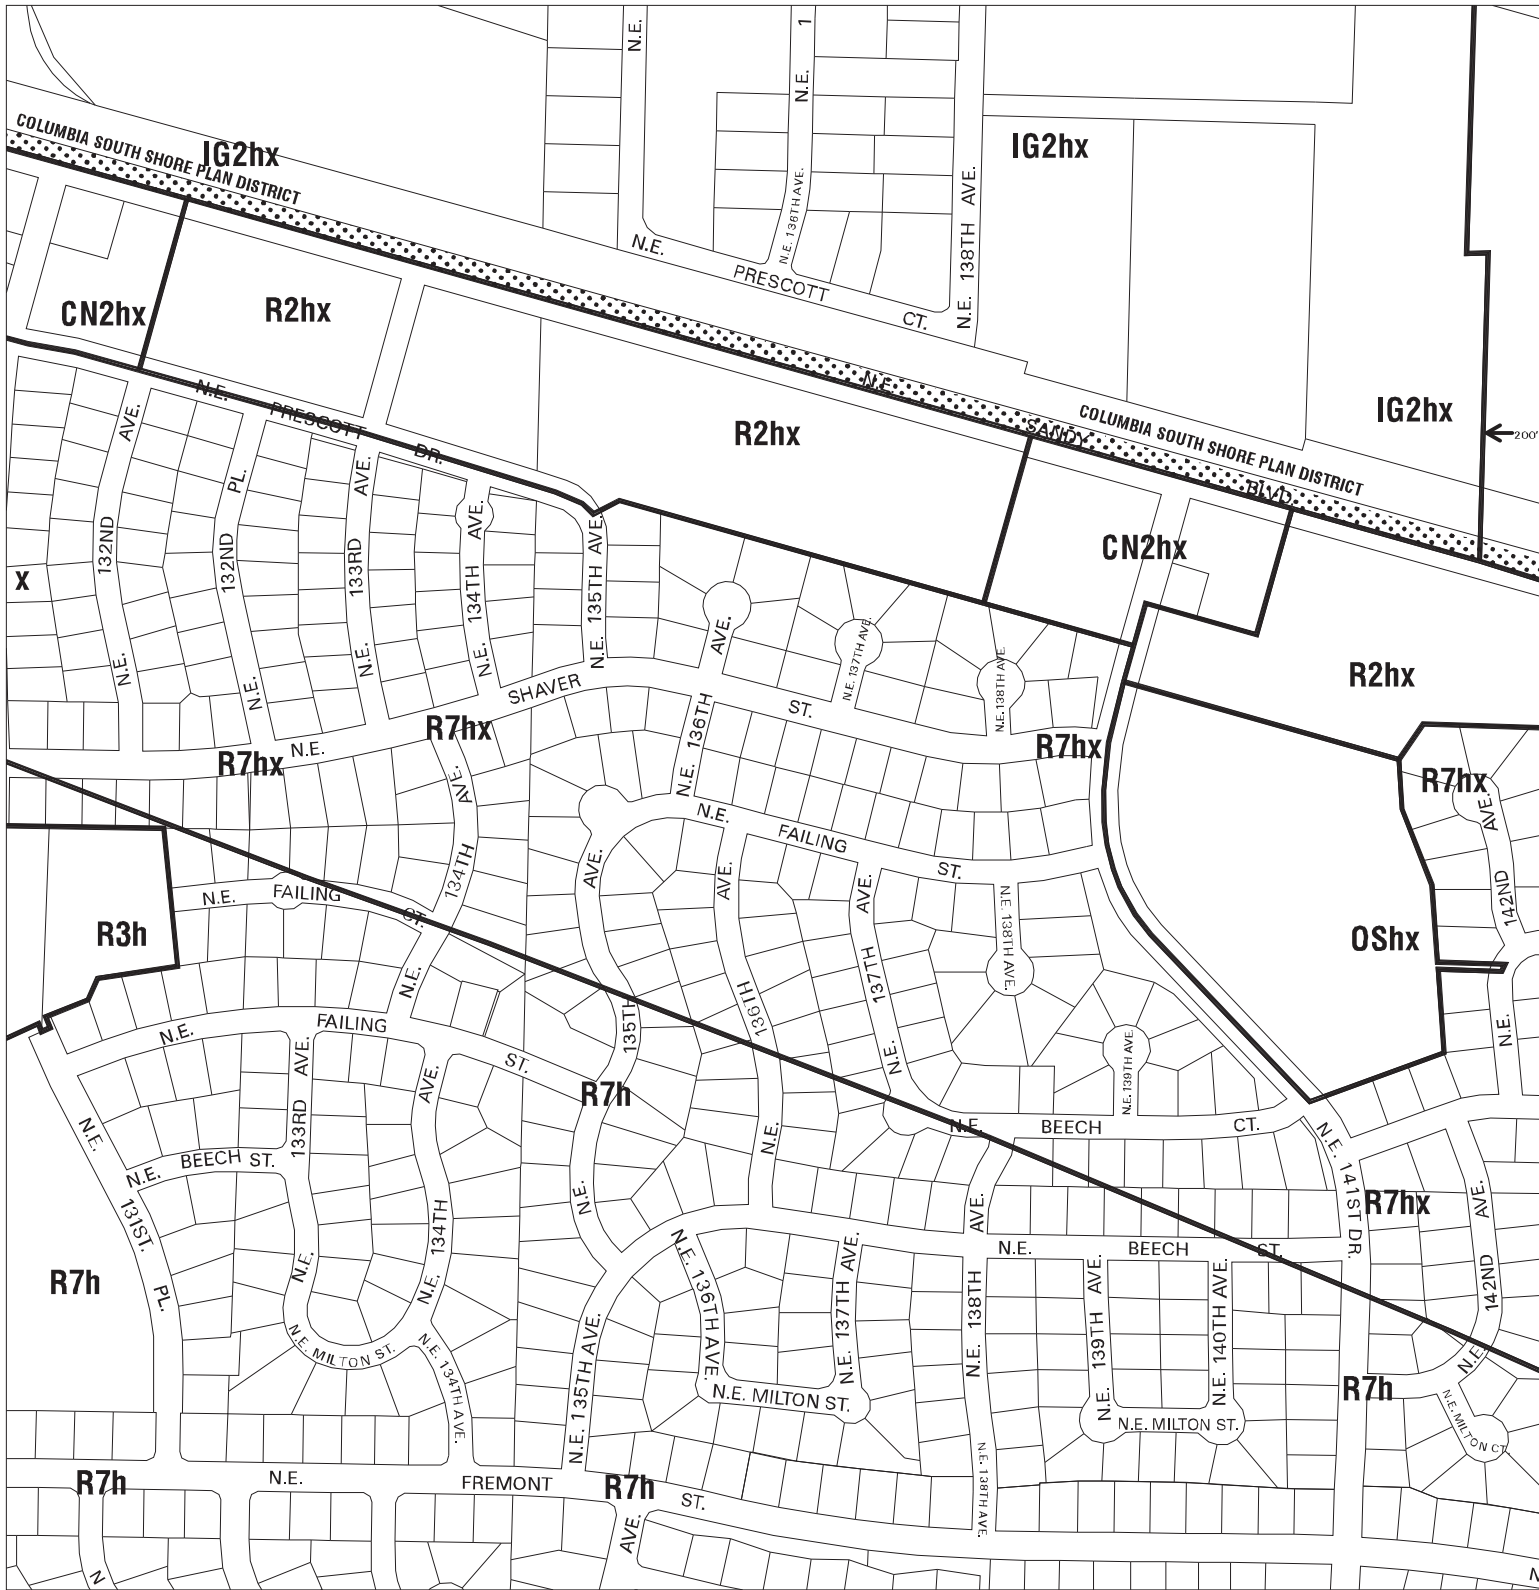 N.E.
N.E. 1
IG2hx
IG2hx
COLUMBIA SOUTH SHORE PLAN DISTRICT
N.E. 138TH AVE.
N.E. 138TH AVE.
N.E. PRESCOTT CT.
CN2hx
R2hx
R2hx
IG2hx
200'
N.E. SANDY BLVD.
COLUMBIA SOUTH SHORE PLAN DISTRICT
N.E. PRESCOTT DR.
CN2hx
x
N.E. 132ND AVE.
N.E. 132ND PL.
N.E. 133RD AVE.
N.E. 134TH AVE.
N.E. 135TH AVE.
AVE.
N.E. 136TH
N.E. 137TH AVE.
N.E. 138TH AVE.
R2hx
N.E. SHAVER ST.
R7hx
R7hx
R7hx
R7hx
N.E. FAILING ST.
N.E. 134TH AVE.
135TH AVE.
N.E.
136TH AVE.
N.E.
N.E. 137TH AVE.
N.E. 138TH AVE.
142ND AVE.
N.E.
R3h
N.E. FAILING CT.
OShx
N.E. FAILING ST.
N.E. 139TH AVE.
R7h
N.E. 133RD AVE.
N.E. 134TH AVE.
N.E. BEECH CT.
N.E. BEECH ST.
N.E. 131ST. PL.
N.E. 141ST DR.
R7hx
N.E. 142ND AVE.
N.E. BEECH ST.
R7h
N.E. MILTON ST.
N.E. 134TH AVE.
N.E. 135TH AVE.
N.E. 136TH AVE.
N.E. 137TH AVE.
N.E. 138TH AVE.
N.E. 139TH AVE.
N.E. 140TH AVE.
N.E. MILTON ST.
N.E. MILTON ST.
R7h
N.E. MILTON CT.
N.E. 138TH AVE.
R7h
N.E. FREMONT ST.
R7h
AVE.
N
N